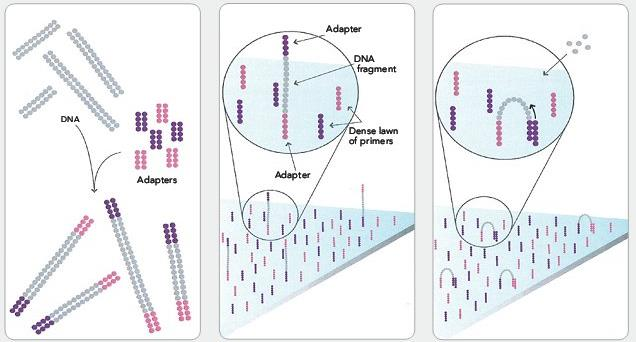 DNA
Adapters
Adapter
DNA
fragment
Dense lawn
of primers
Adapter